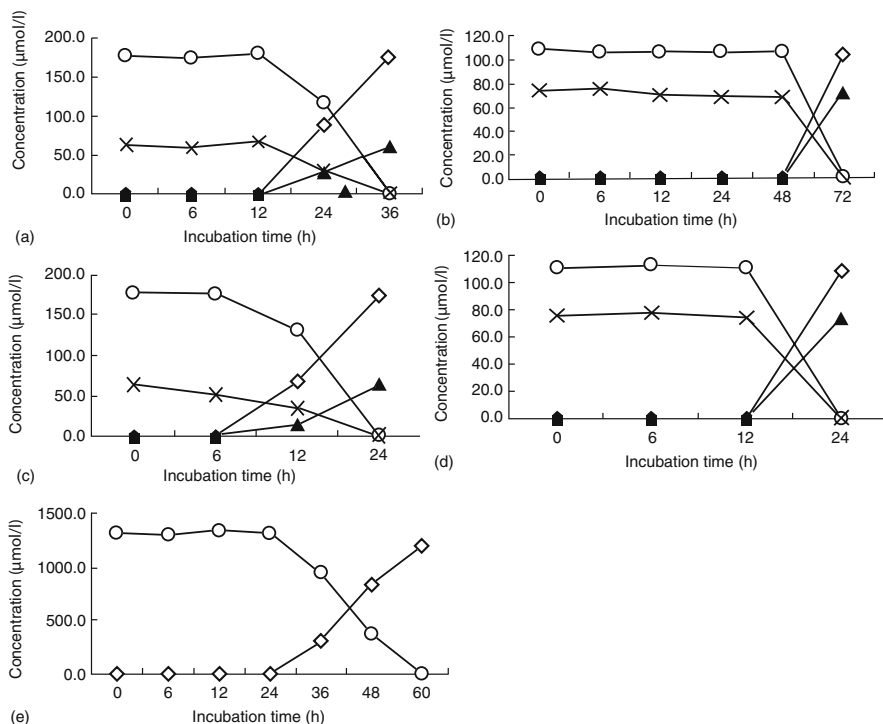 Concentration (μmol/l)
200.0
150.0
100.0
50.0
0.0
0 6 12 24 36
(a)
Incubation time (h)
Concentration (μmol/l)
120.0
100.0
80.0
60.0
40.0
20.0
0.0
0 6 12 24 48 72
(b)
Incubation time (h)
Concentration (μmol/l)
200.0
150.0
100.0
50.0
0.0
0 6 12 24
(c)
Incubation time (h)
Concentration (μmol/l)
120.0
100.0
80.0
60.0
40.0
20.0
0.0
0 6 12 24
(d)
Incubation time (h)
Concentration (μmol/l)
1500.0
1000.0
500.0
0.0
0 6 12 24 36 48 60
(e)
Incubation time (h)